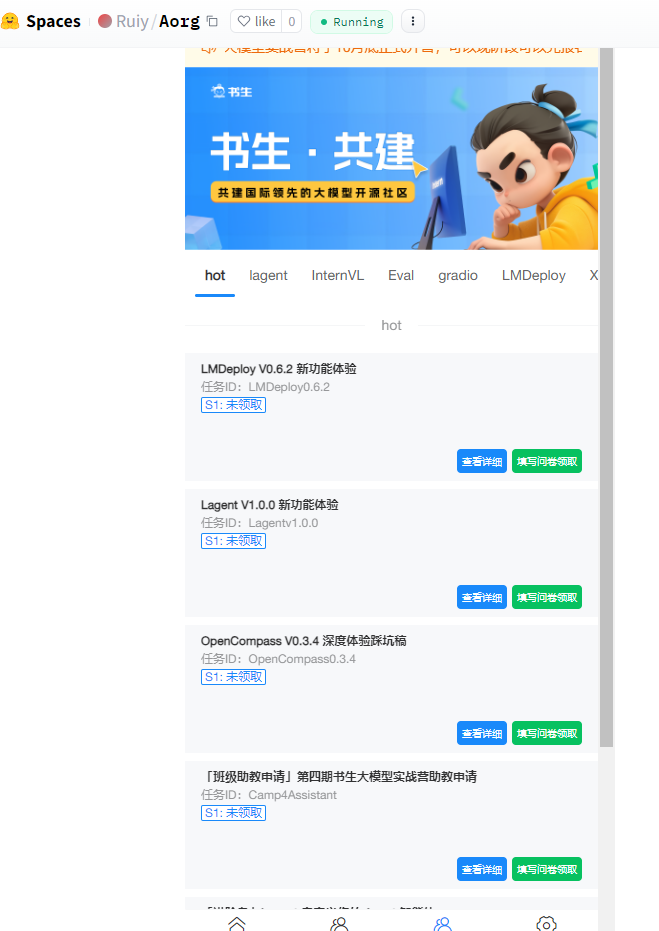 Spaces Ruiy/Aorg like 0 Running
书生
书生·共建
共建国际领先的大模型开源社区
hot lagent InternVL Eval gradio LMDeploy X
hot
LMDeploy V0.6.2 新功能体验
任务ID：LMDeploy0.6.2
S1: 未领取
查看详细 填写问卷领取
Lagent V1.0.0 新功能体验
任务ID：Lagentv1.0.0
S1: 未领取
查看详细 填写问卷领取
OpenCompass V0.3.4 深度体验踩坑稿
任务ID：OpenCompass0.3.4
S1: 未领取
查看详细 填写问卷领取
「班级助教申请」第四期书生大模型实战营助教申请
任务ID：Camp4Assistant
S1: 未领取
查看详细 填写问卷领取